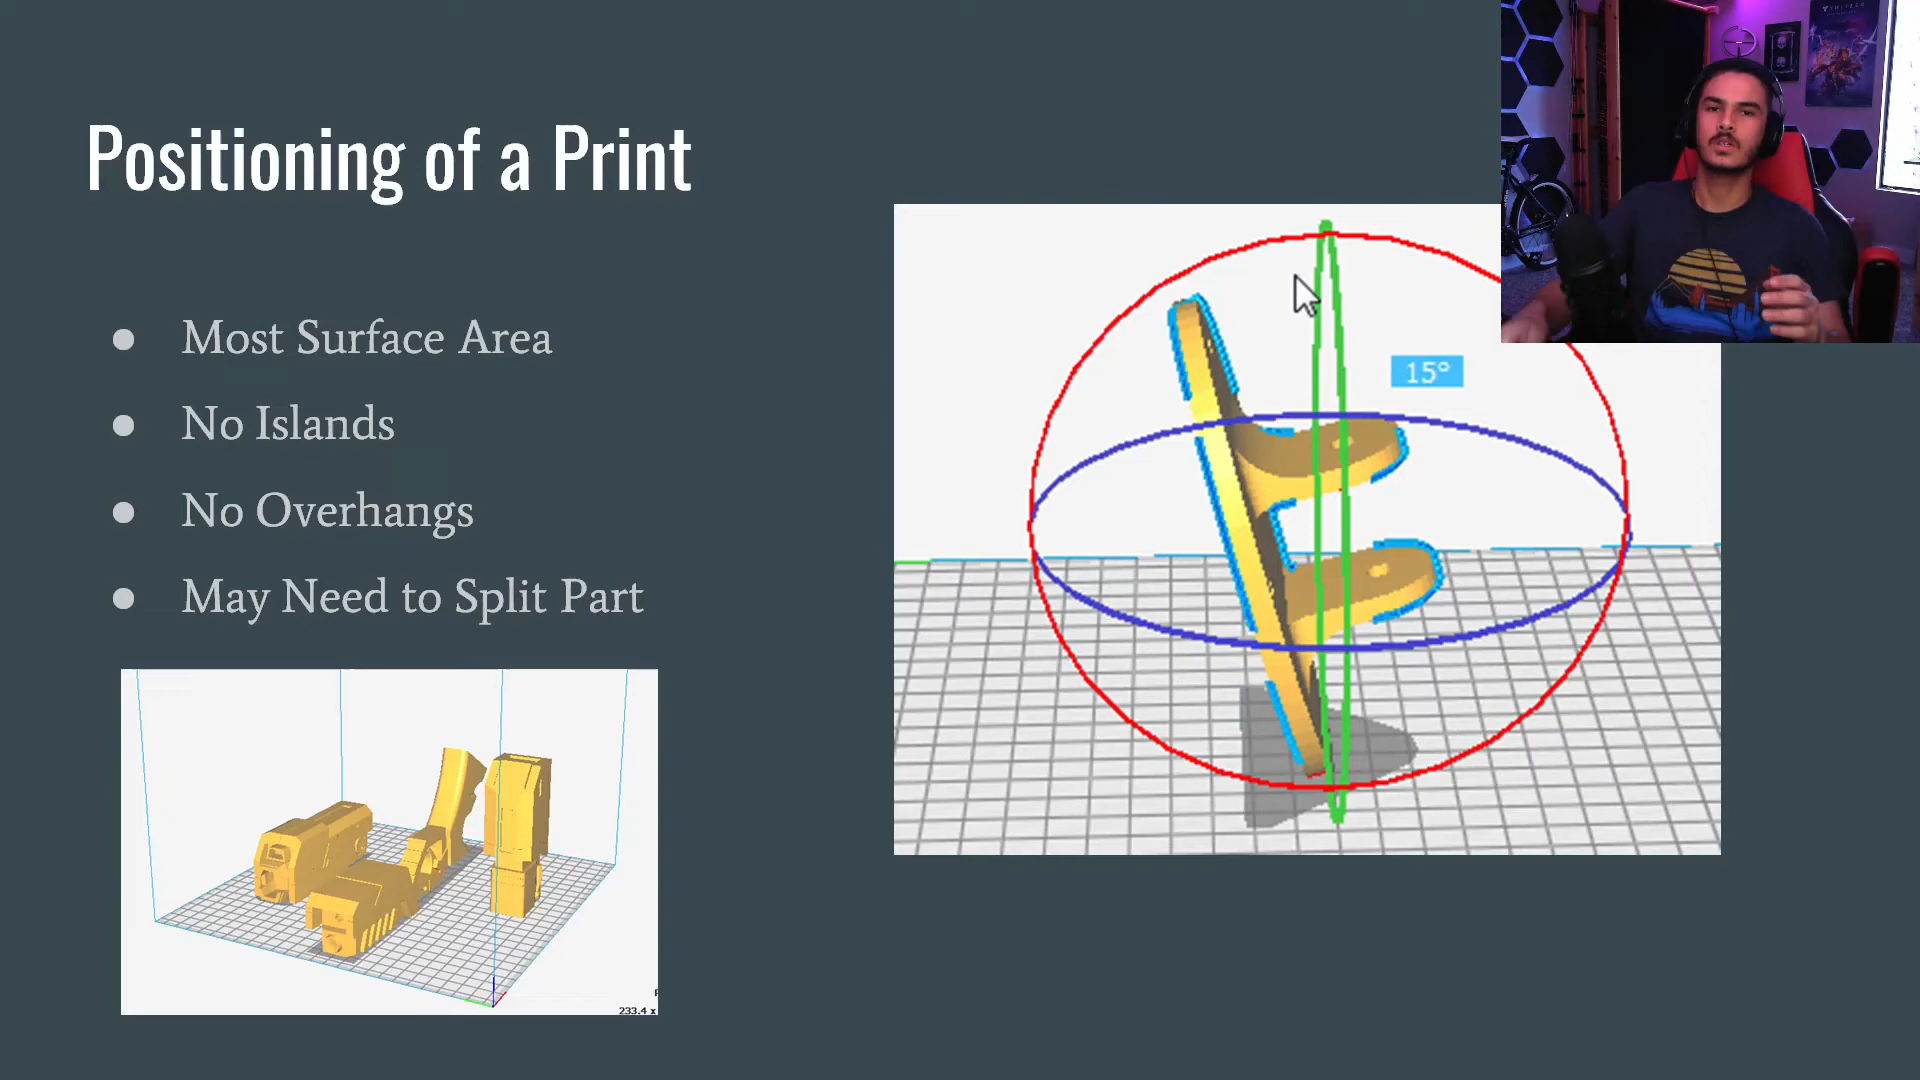 Positioning of a Print
● Most Surface Area
● No Islands
● No Overhangs
● May Need to Split Part
15°
233.4 x